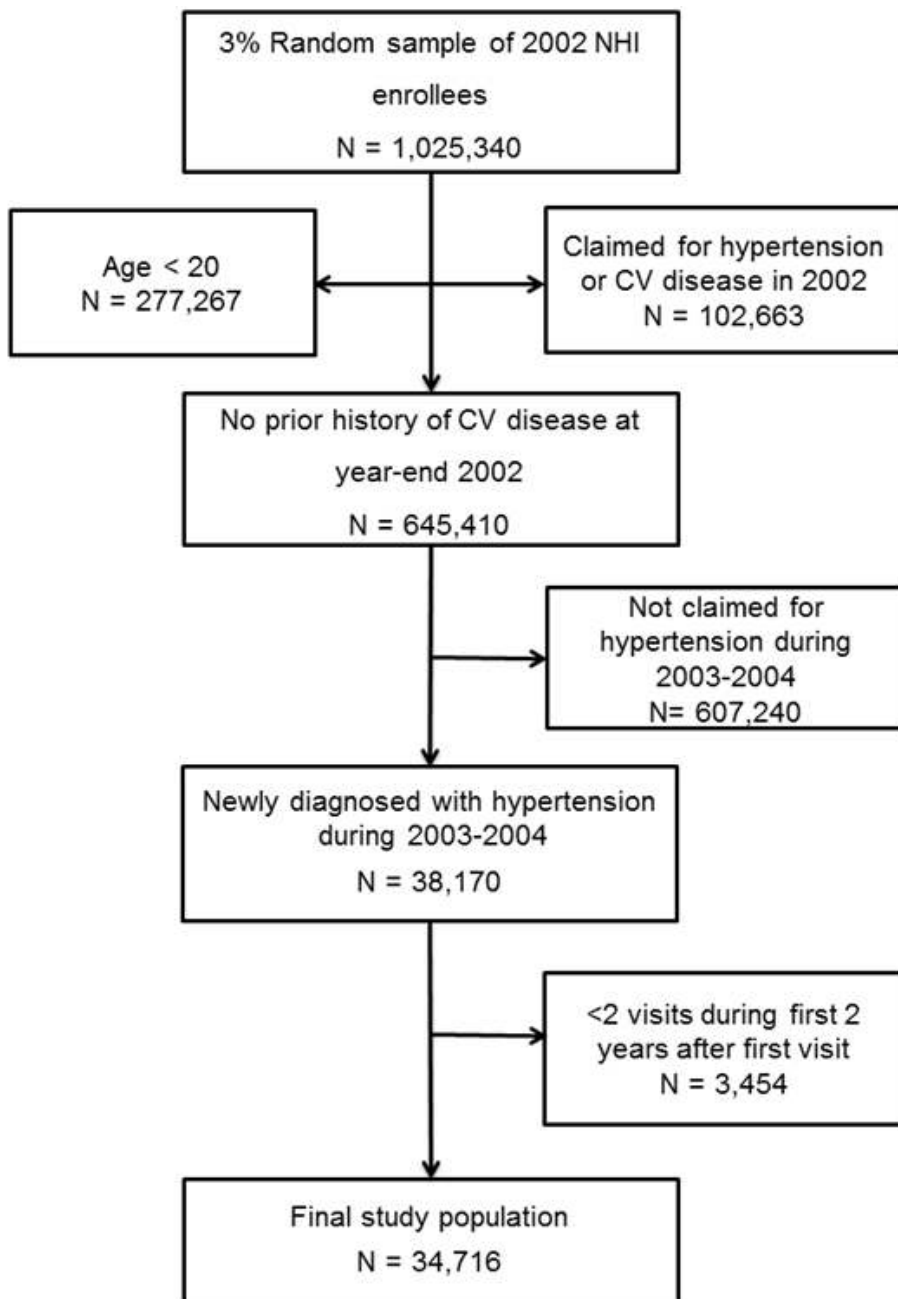 3% Random sample of 2002 NHI
enrollees
N = 1,025,340
Age < 20
N = 277,267
Claimed for hypertension
or CV disease in 2002
N = 102,663
No prior history of CV disease at
year-end 2002
N = 645,410
Not claimed for
hypertension during
2003-2004
N= 607,240
Newly diagnosed with hypertension
during 2003-2004
N = 38,170
<2 visits during first 2
years after first visit
N = 3,454
Final study population
N = 34,716